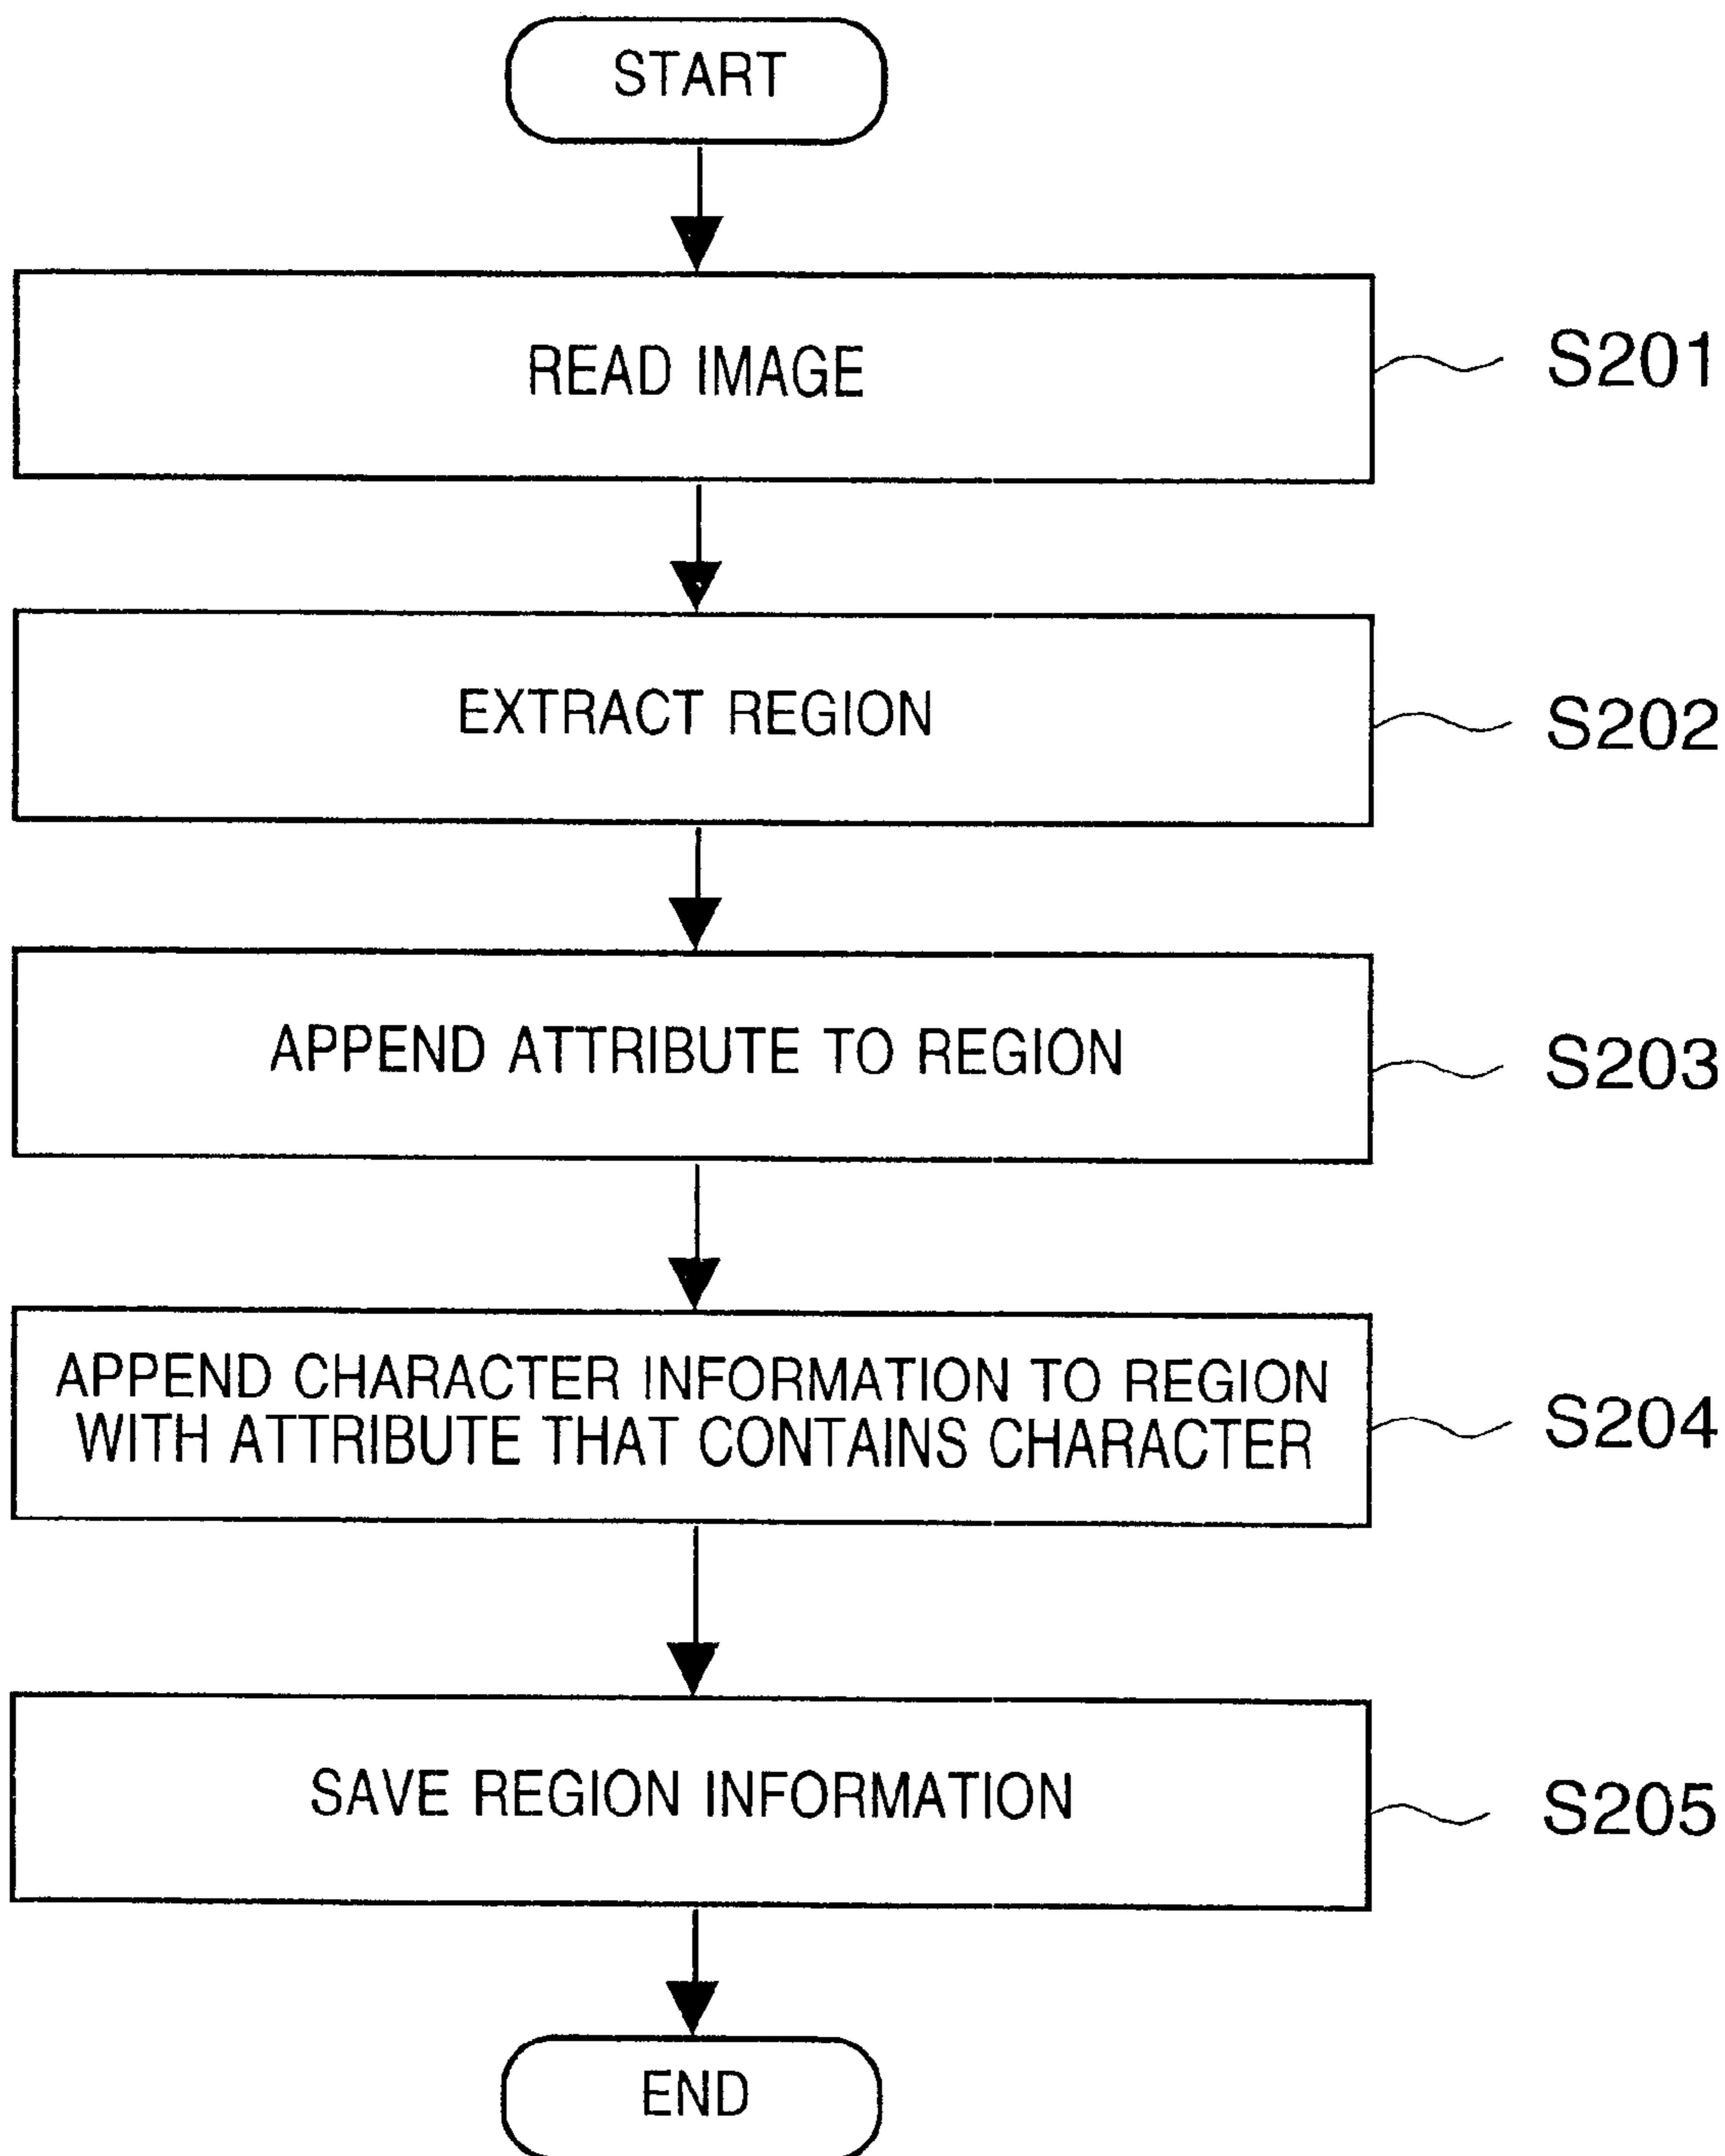 START
READ IMAGE
S201
EXTRACT REGION
S202
APPEND ATTRIBUTE TO REGION
S203
APPEND CHARACTER INFORMATION TO REGION
WITH ATTRIBUTE THAT CONTAINS CHARACTER
S204
SAVE REGION INFORMATION
S205
END